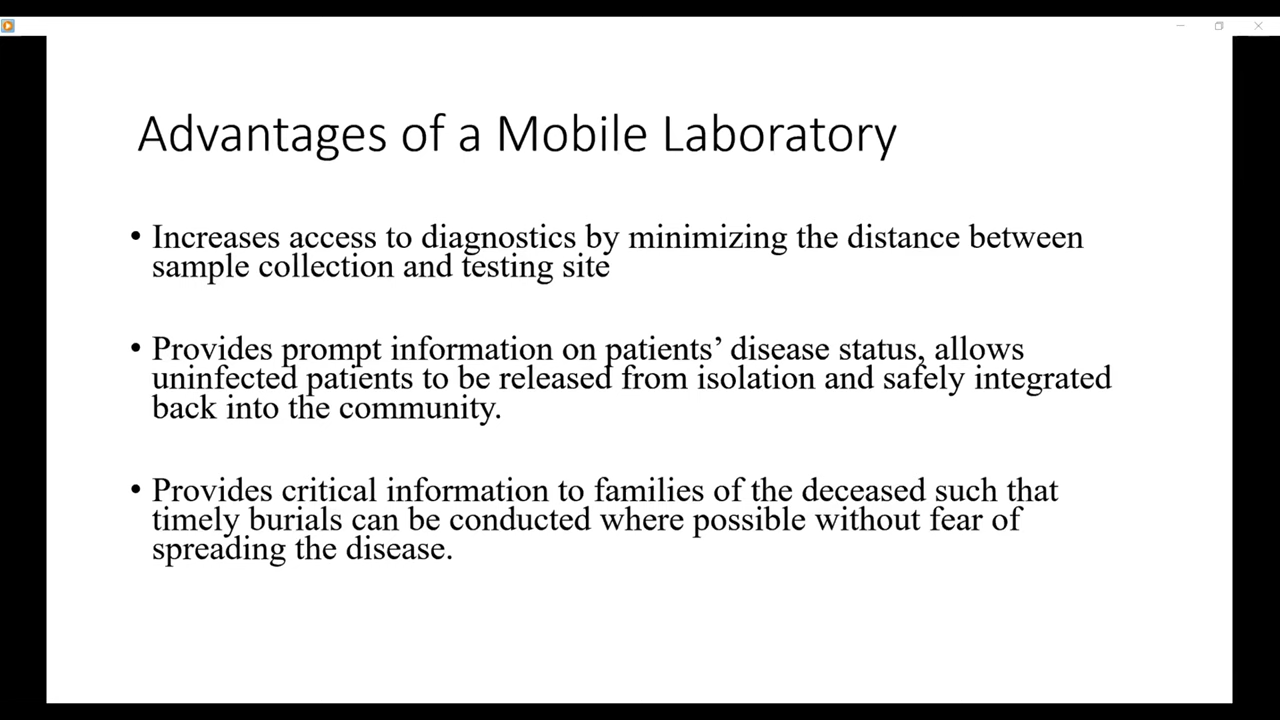 Advantages of a Mobile Laboratory
• Increases access to diagnostics by minimizing the distance between
sample collection and testing site
• Provides prompt information on patients’ disease status, allows
uninfected patients to be released from isolation and safely integrated
back into the community.
• Provides critical information to families of the deceased such that
timely burials can be conducted where possible without fear of
spreading the disease.